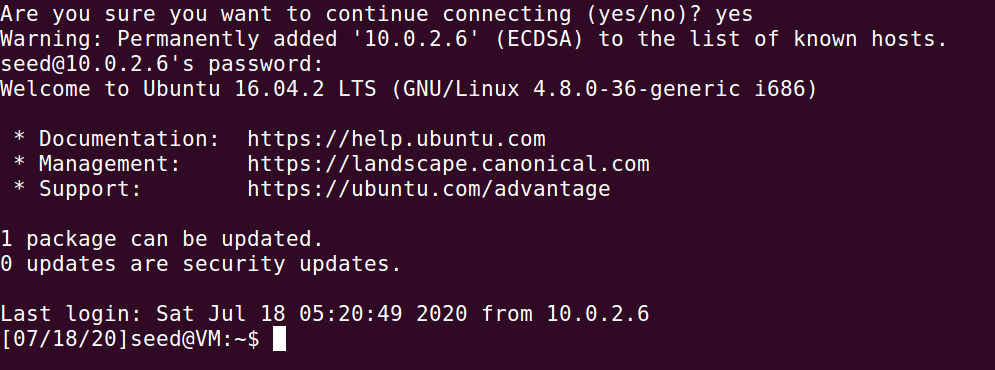 Are you sure you want to continue connecting (yes/no)? yes
Warning: Permanently added '10.0.2.6' (ECDSA) to the list of known hosts.
seed@10.0.2.6's password:
Welcome to Ubuntu 16.04.2 LTS (GNU/Linux 4.8.0-36-generic i686)
 * Documentation:  https://help.ubuntu.com
 * Management:     https://landscape.canonical.com
 * Support:        https://ubuntu.com/advantage
1 package can be updated.
0 updates are security updates.
Last login: Sat Jul 18 05:20:49 2020 from 10.0.2.6
[07/18/20]seed@VM:~$